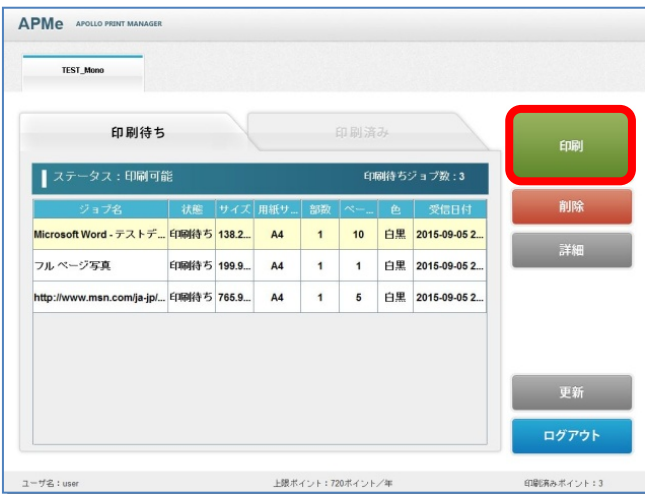 APMe APOLLO PRINT MANAGER
TEST_Mono
印刷待ち 印刷済み
ステータス：印刷可能 印刷待ちジョブ数：3
ジョブ名 状態 サイズ 用紙サ... 部数 ペー... 色 受信日付
Microsoft Word - テストデ... 印刷待ち 138.2... A4 1 10 白黒 2015-09-05 2...
フル ページ写真 印刷待ち 199.9... A4 1 1 白黒 2015-09-05 2...
http://www.msn.com/ja-jp/... 印刷待ち 765.9... A4 1 5 白黒 2015-09-05 2...
印刷
削除
詳細
更新
ログアウト
ユーザ名：user 上限ポイント：720ポイント／年 印刷済みポイント：3